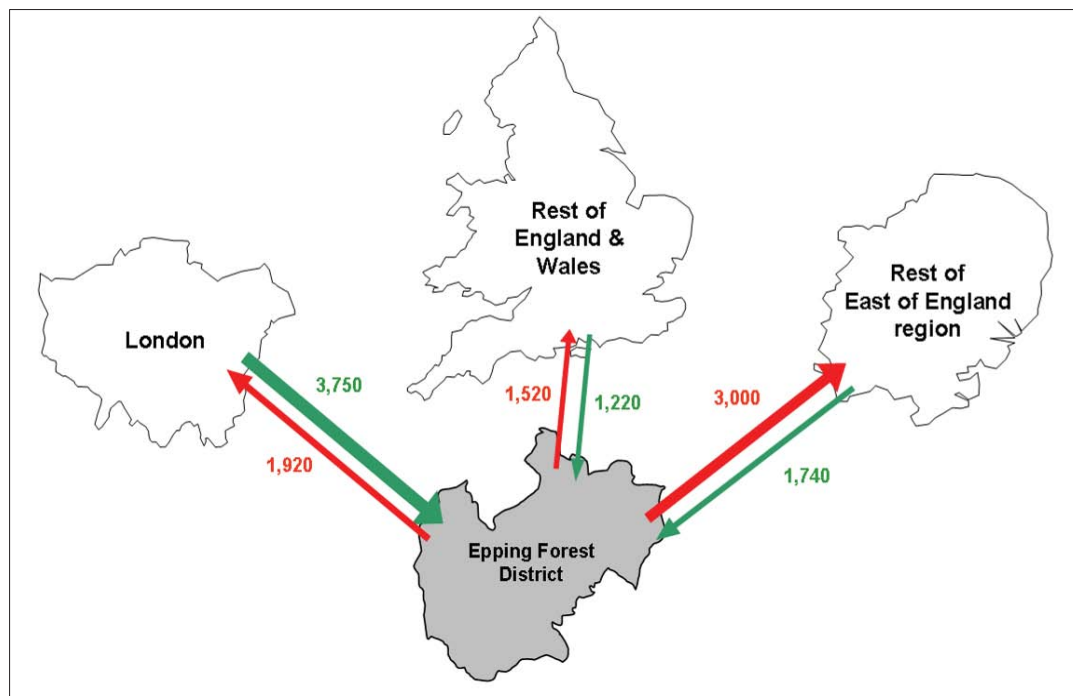 Rest of
England &
Wales
Rest of
East of England
region
London
3,750
1,520
1,220
3,000
1,920
1,740
Epping Forest
District